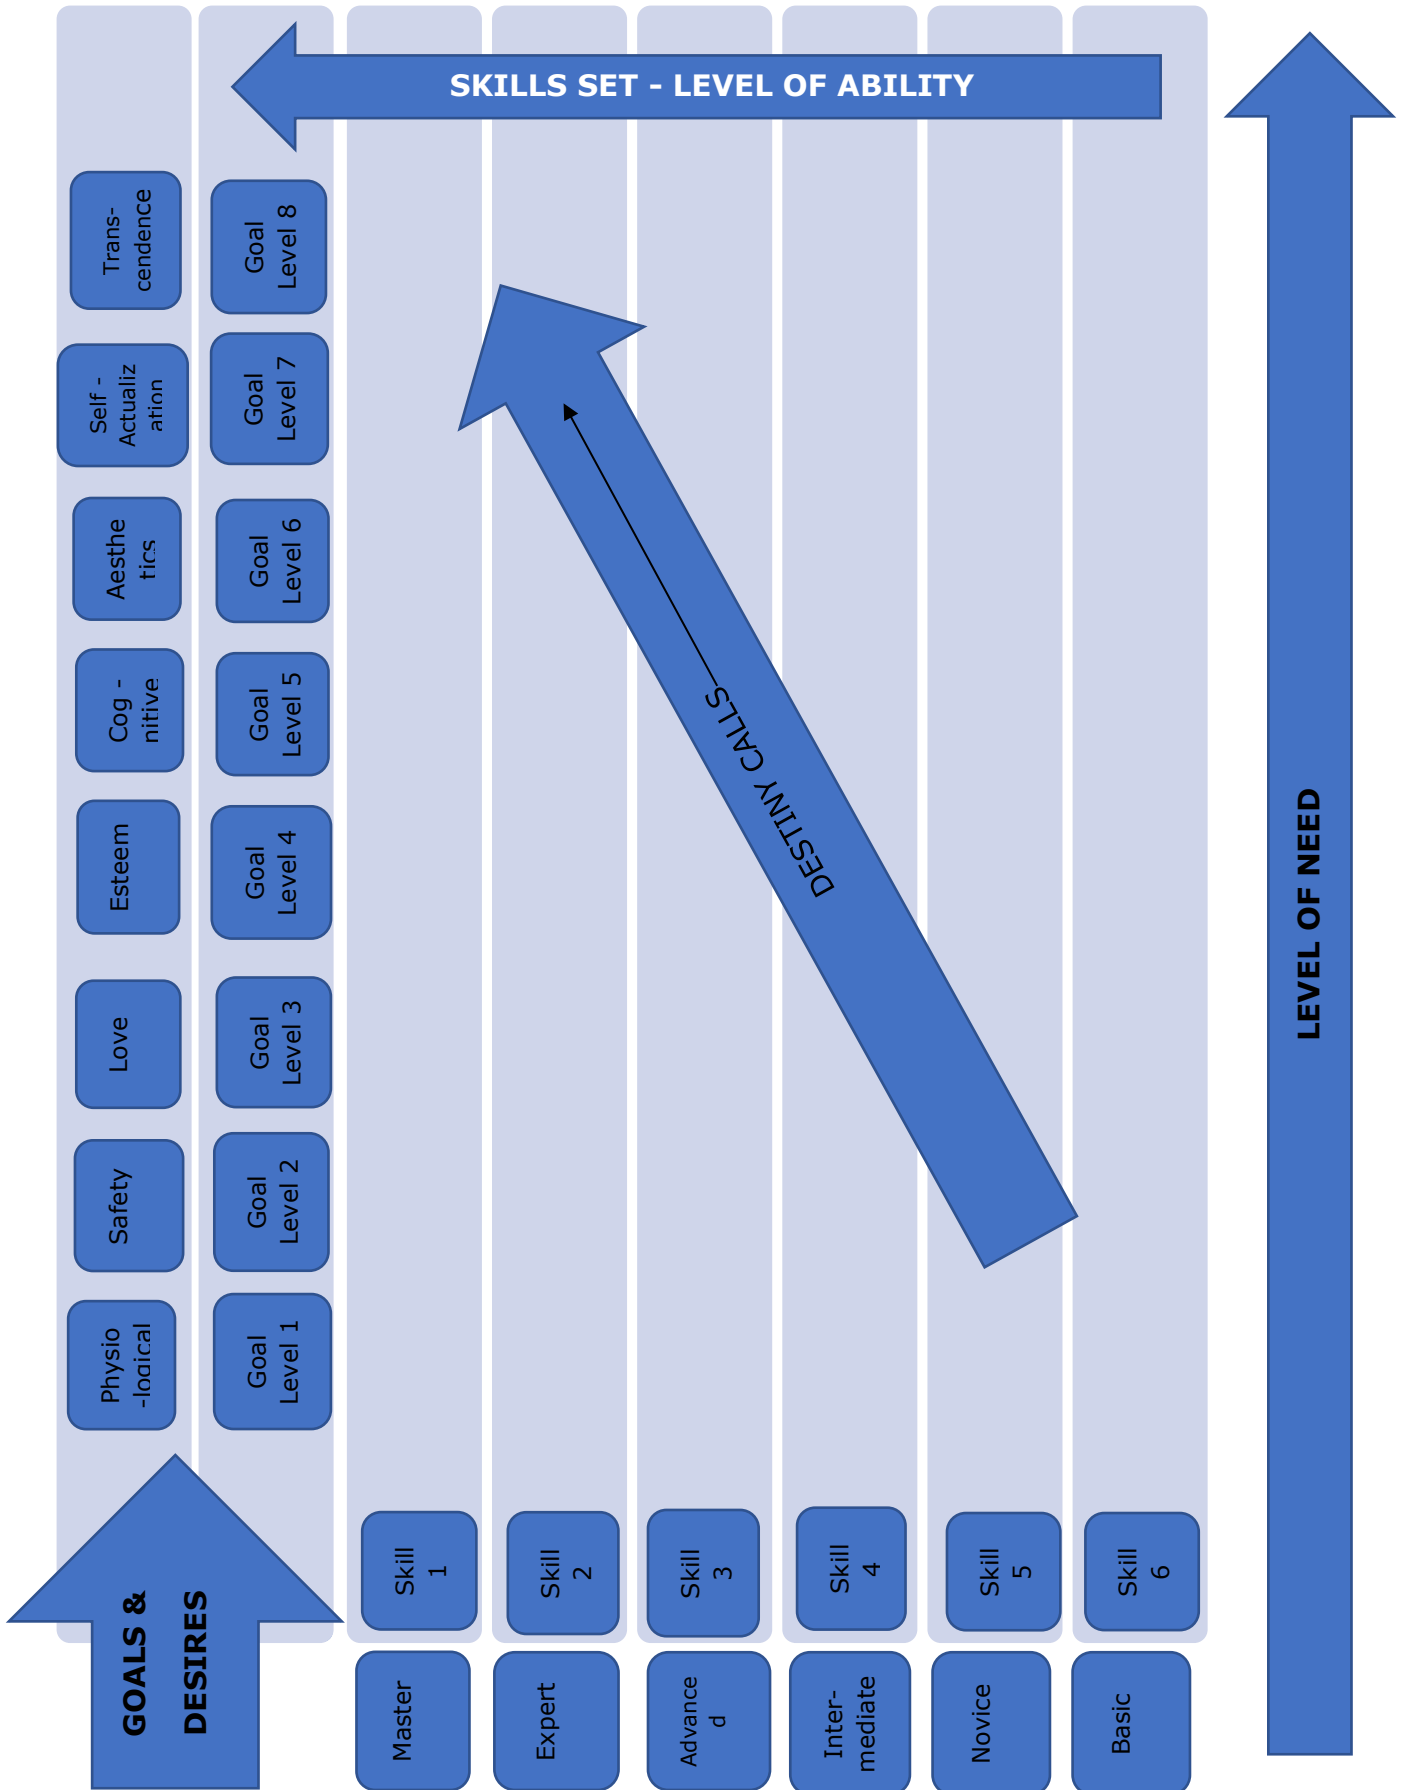 SKILLS SET – LEVEL OF ABILITY
GOALS &
DESIRES
Physio
-logical
Safety
Love
Esteem
Cog -
nitive
Aesthe
tics
Self -
Actualiz
ation
Trans-
cendence
Goal
Level 1
Goal
Level 2
Goal
Level 3
Goal
Level 4
Goal
Level 5
Goal
Level 6
Goal
Level 7
Goal
Level 8
Master
Skill
1
Expert
Skill
2
Advance
d
Skill
3
Inter-
mediate
Skill
4
Novice
Skill
5
Basic
Skill
6
DESTINY CALLS
LEVEL OF NEED